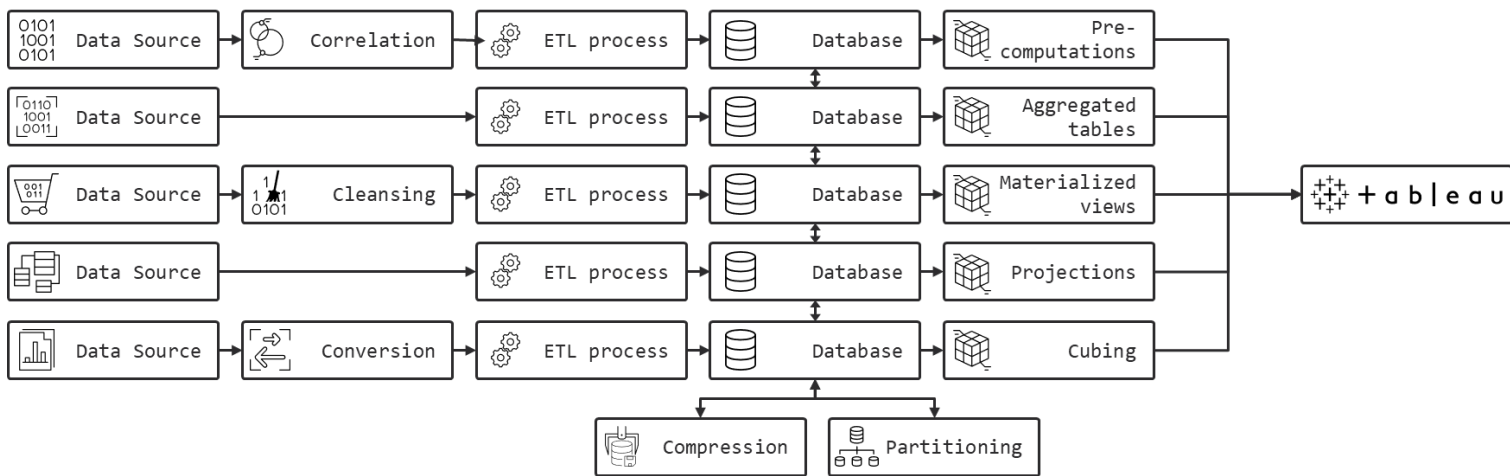 0101
1001
0101
Data Source
Correlation
ETL process
Database
Pre-
computations
0110
1001
0011
Data Source
ETL process
Database
Aggregated
tables
001
011
Data Source
1
1 1
0101
Cleansing
ETL process
Database
Materialized
views
Data Source
ETL process
Database
Projections
Data Source
Conversion
ETL process
Database
Cubing
+ableau
Compression
Partitioning